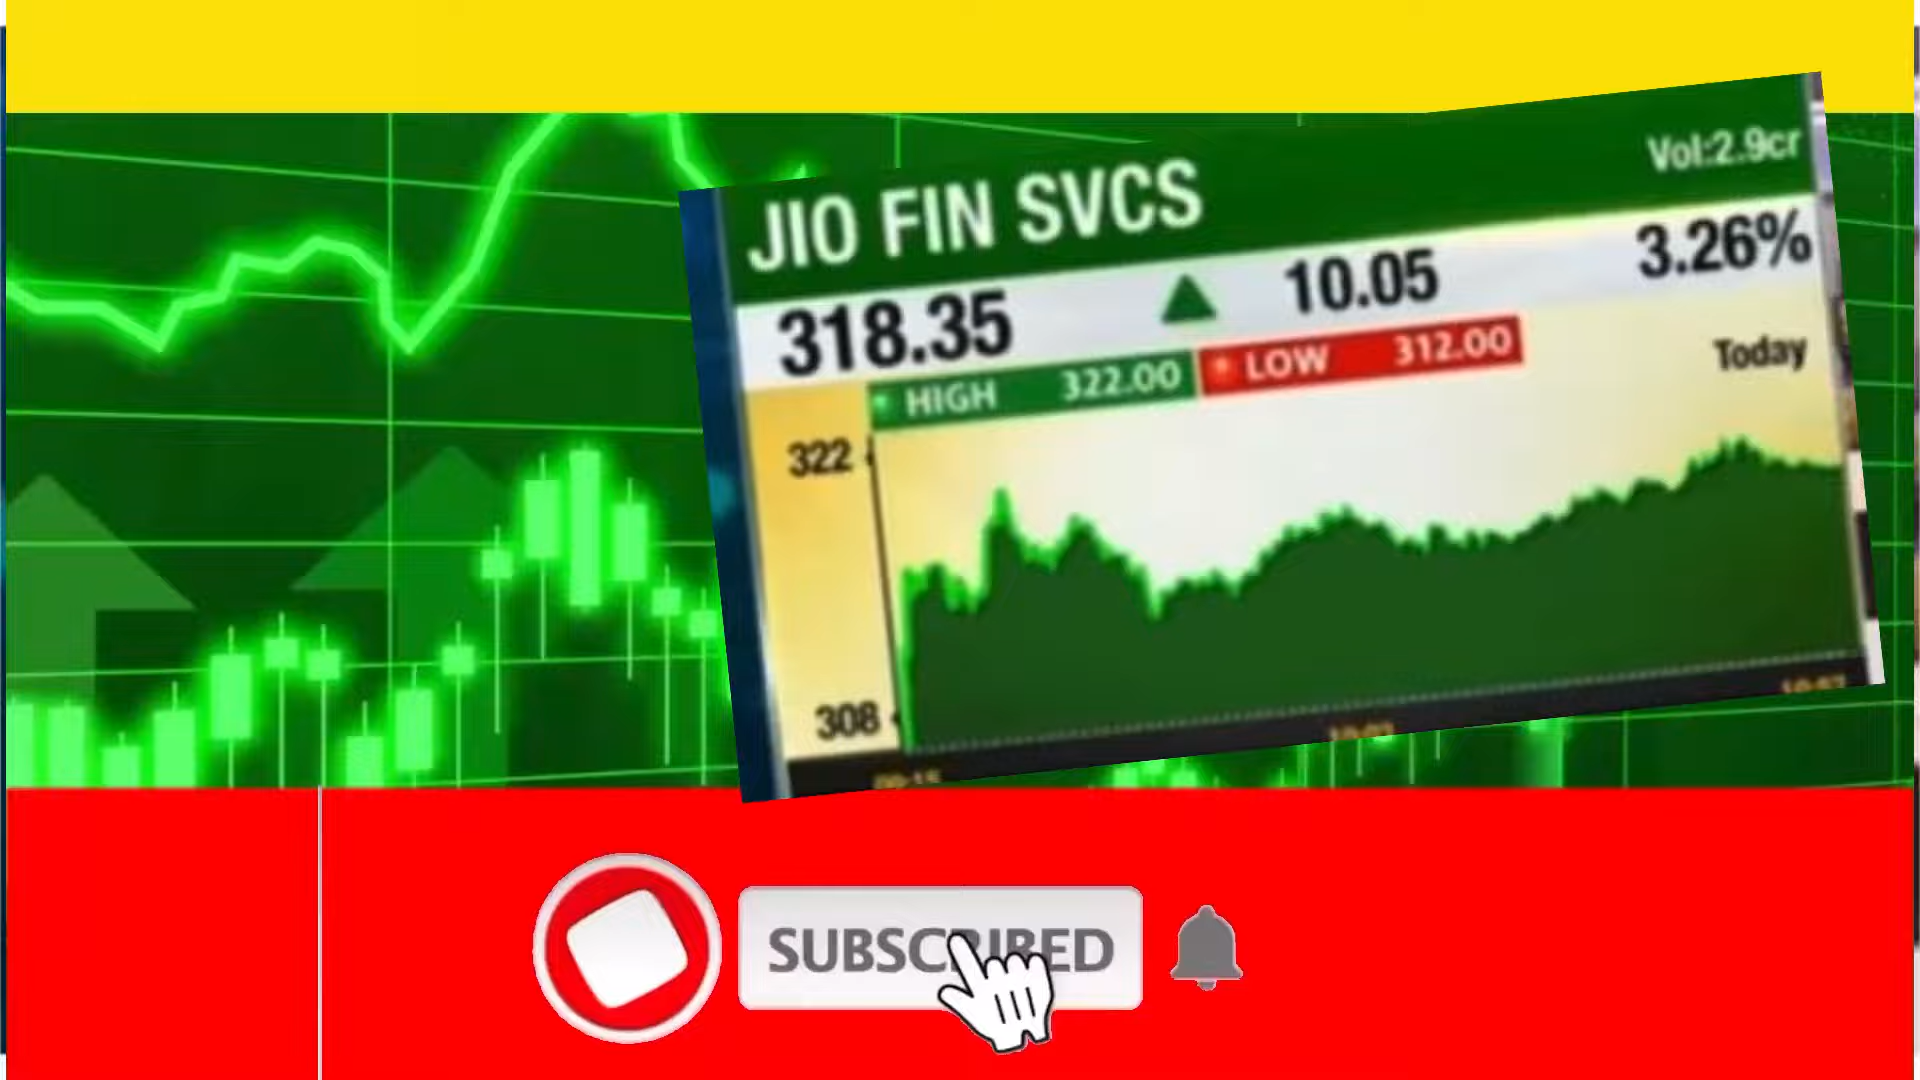 JIO FIN SVCS
Vol:2.9cr
318.35 ▲ 10.05 3.26%
HIGH 322.00 LOW 312.00
Today
322
308
SUBSCRIBED